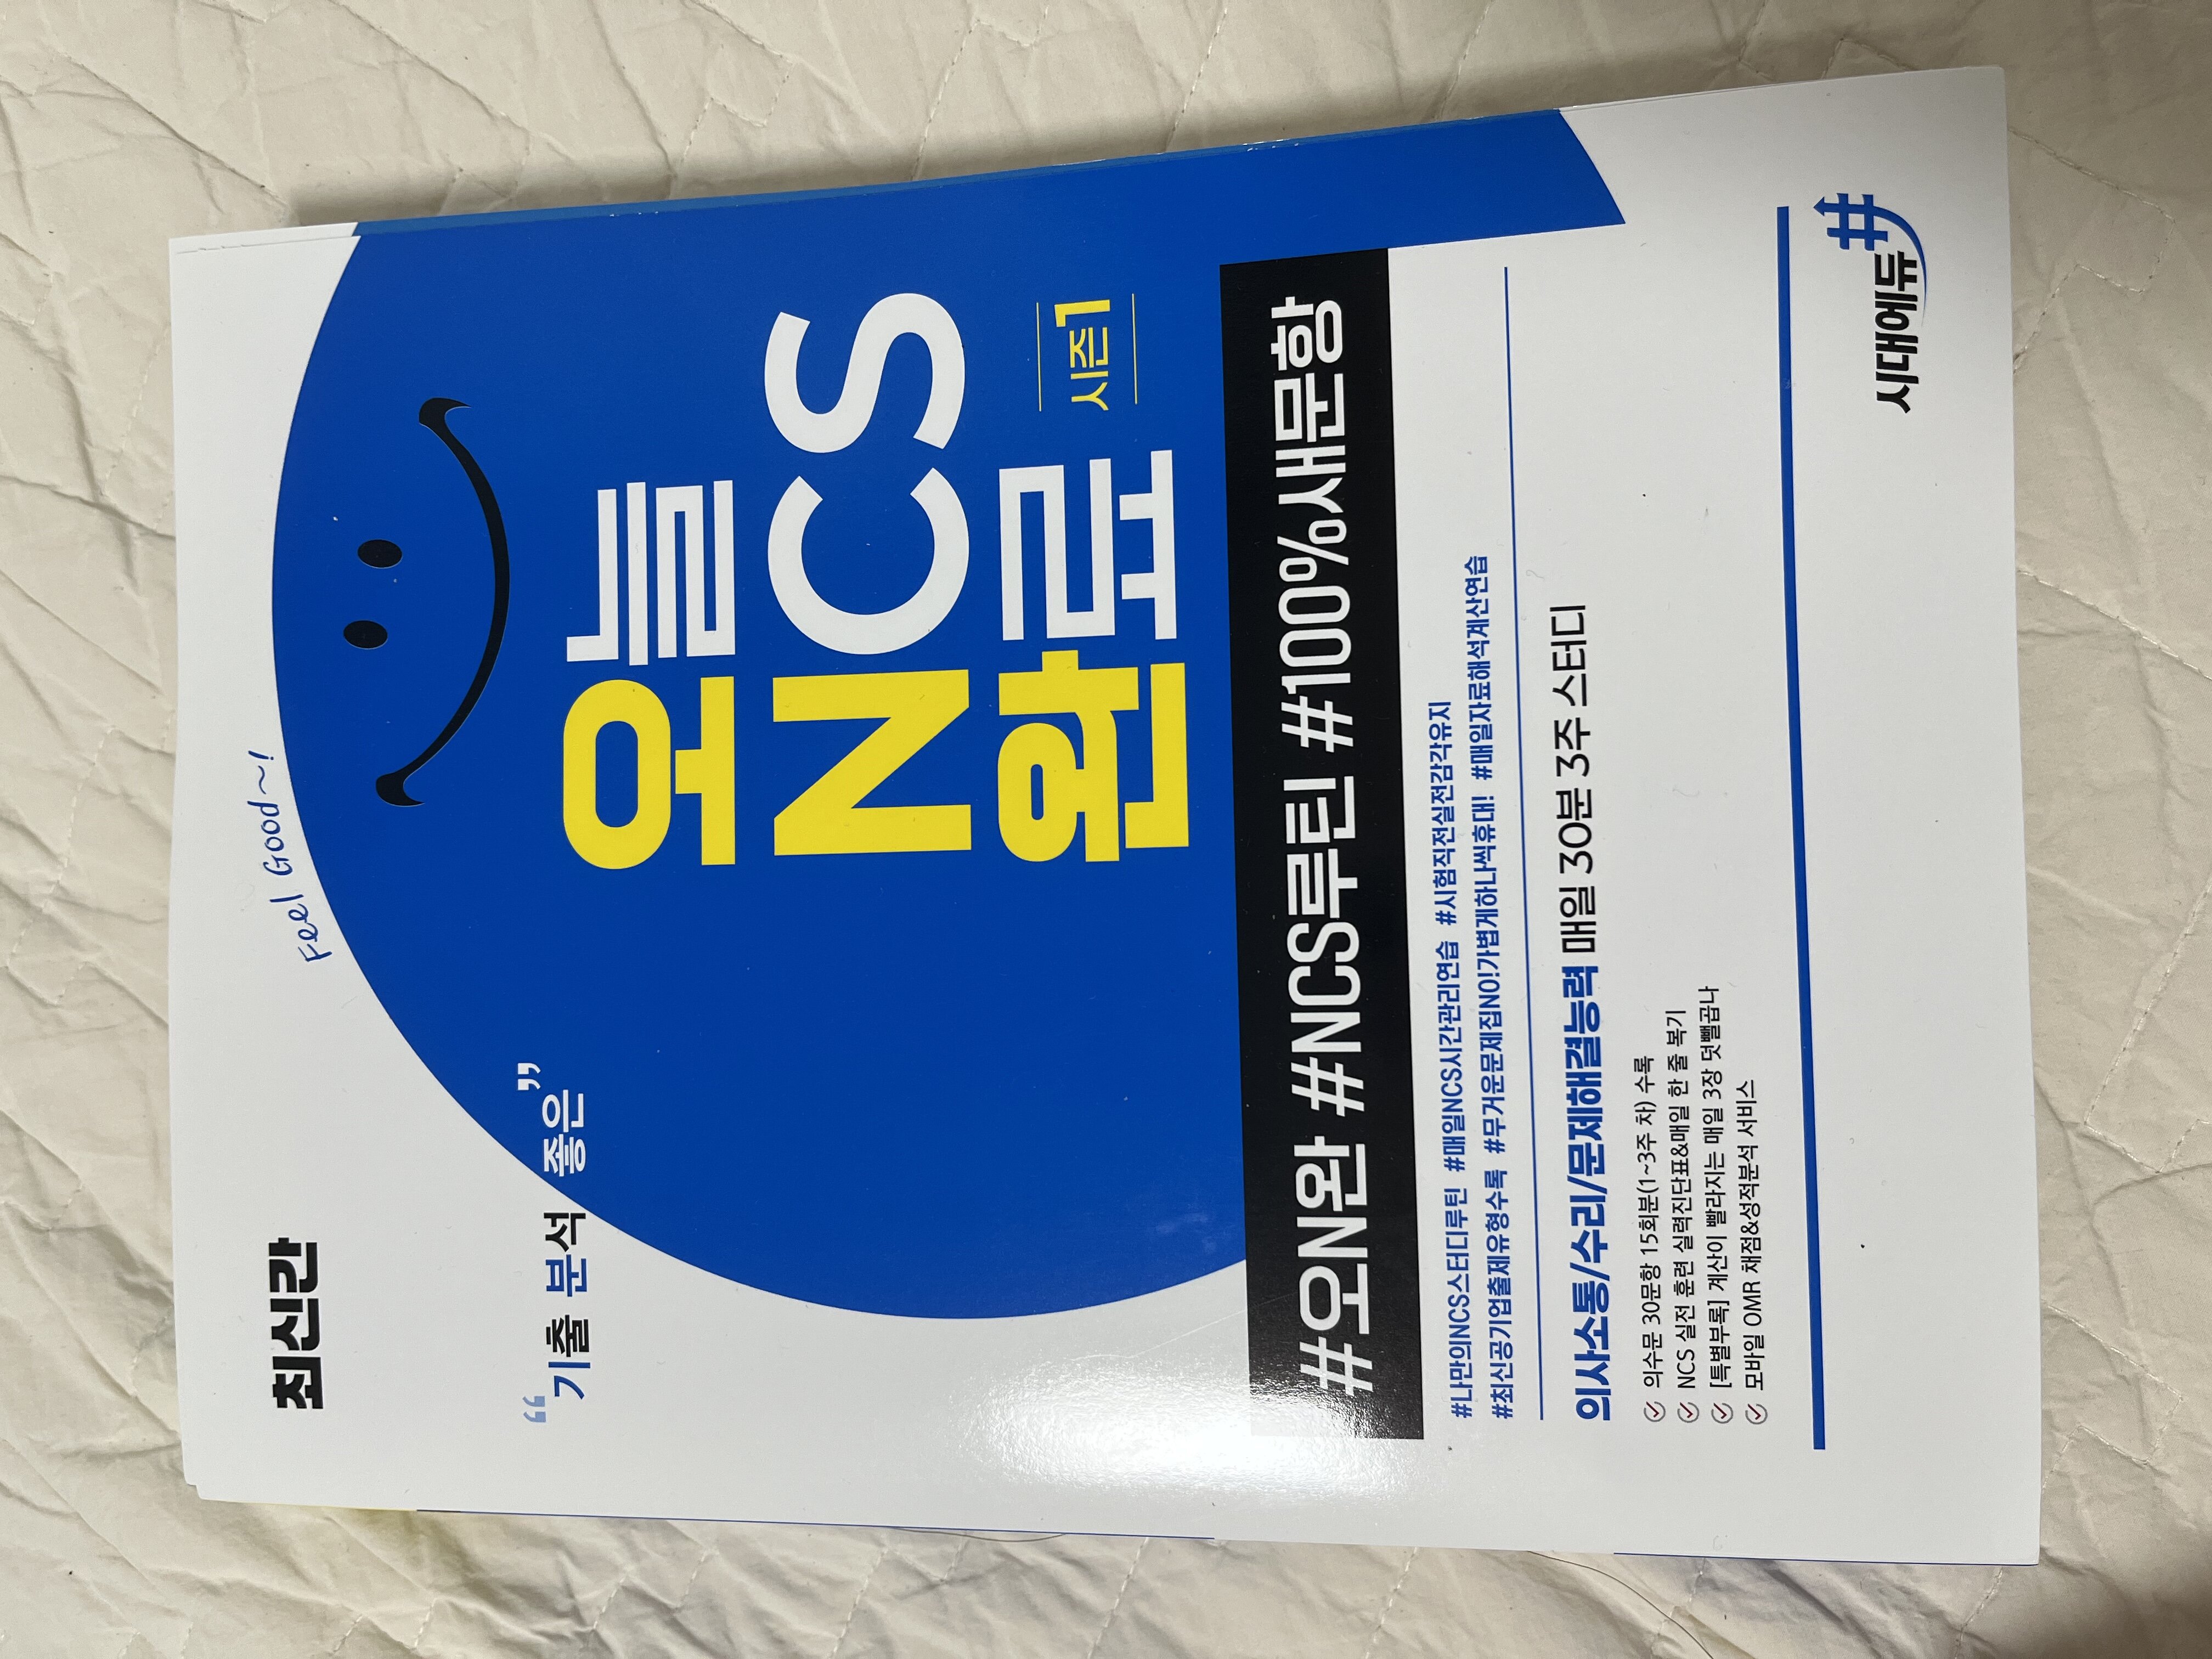 최신간
Feel Good~!
“기출 분석 좋은”
오늘
NCS
완료 시즌1
#오N완 #NCS루틴 #100%새문항
#나만의NCS스터디루틴 #매일NCS시간관리연습 #시험직전실전감각유지
#최신공기업출제유형수록 #무거운문제집NO!가볍게하나씩휴대! #매일자료해석계산연습
의사소통/수리/문제해결능력 매일 30분 3주 스터디
의수문 30문항 15회분(1~3주 차) 수록
NCS 실전 훈련 실력진단표&매일 한 줄 복기
[특별부록] 계산이 빨라지는 매일 3장 덧뺄곱나
모바일 OMR 채점&성적분석 서비스
시대에듀